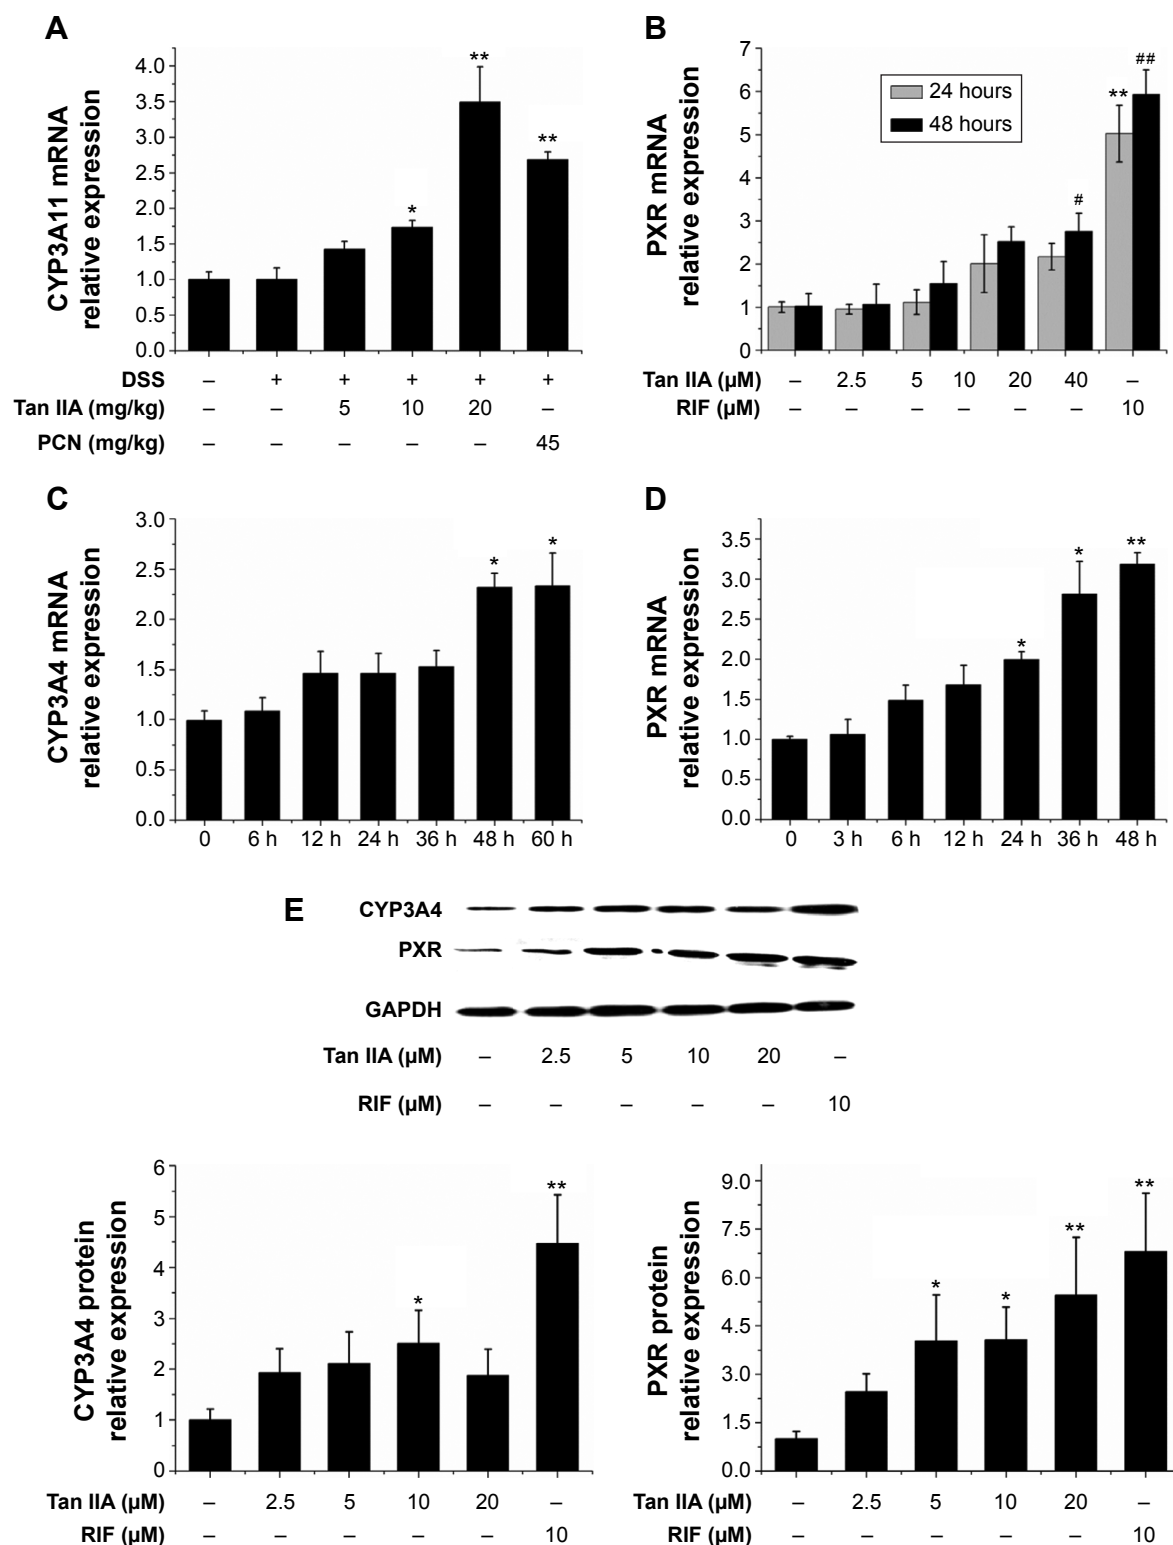 A
CYP3A11 mRNA
relative expression
4.0
3.5
3.0
2.5
2.0
1.5
1.0
0.5
0.0
* ** **
DSS – + + + + +
Tan IIA (mg/kg) – – 5 10 20 –
PCN (mg/kg) – – – – – 45
B
PXR mRNA
relative expression
7
6
5
4
3
2
1
0
24 hours
48 hours
# ** ##
Tan IIA (µM) – 2.5 5 10 20 40 –
RIF (µM) – – – – – – 10
C
CYP3A4 mRNA
relative expression
3.0
2.5
2.0
1.5
1.0
0.5
0.0
* *
0 6 h 12 h 24 h 36 h 48 h 60 h
D
PXR mRNA
relative expression
3.5
3.0
2.5
2.0
1.5
1.0
0.5
0.0
* * **
0 3 h 6 h 12 h 24 h 36 h 48 h
E
CYP3A4
PXR
GAPDH
Tan IIA (µM) – 2.5 5 10 20 –
RIF (µM) – – – – – 10
CYP3A4 protein
relative expression
6
5
4
3
2
1
0
* **
Tan IIA (µM) – 2.5 5 10 20 –
RIF (µM) – – – – – 10
PXR protein
relative expression
9.0
7.5
6.0
4.5
3.0
1.5
0.0
* * ** **
Tan IIA (µM) – 2.5 5 10 20 –
RIF (µM) – – – – – 10